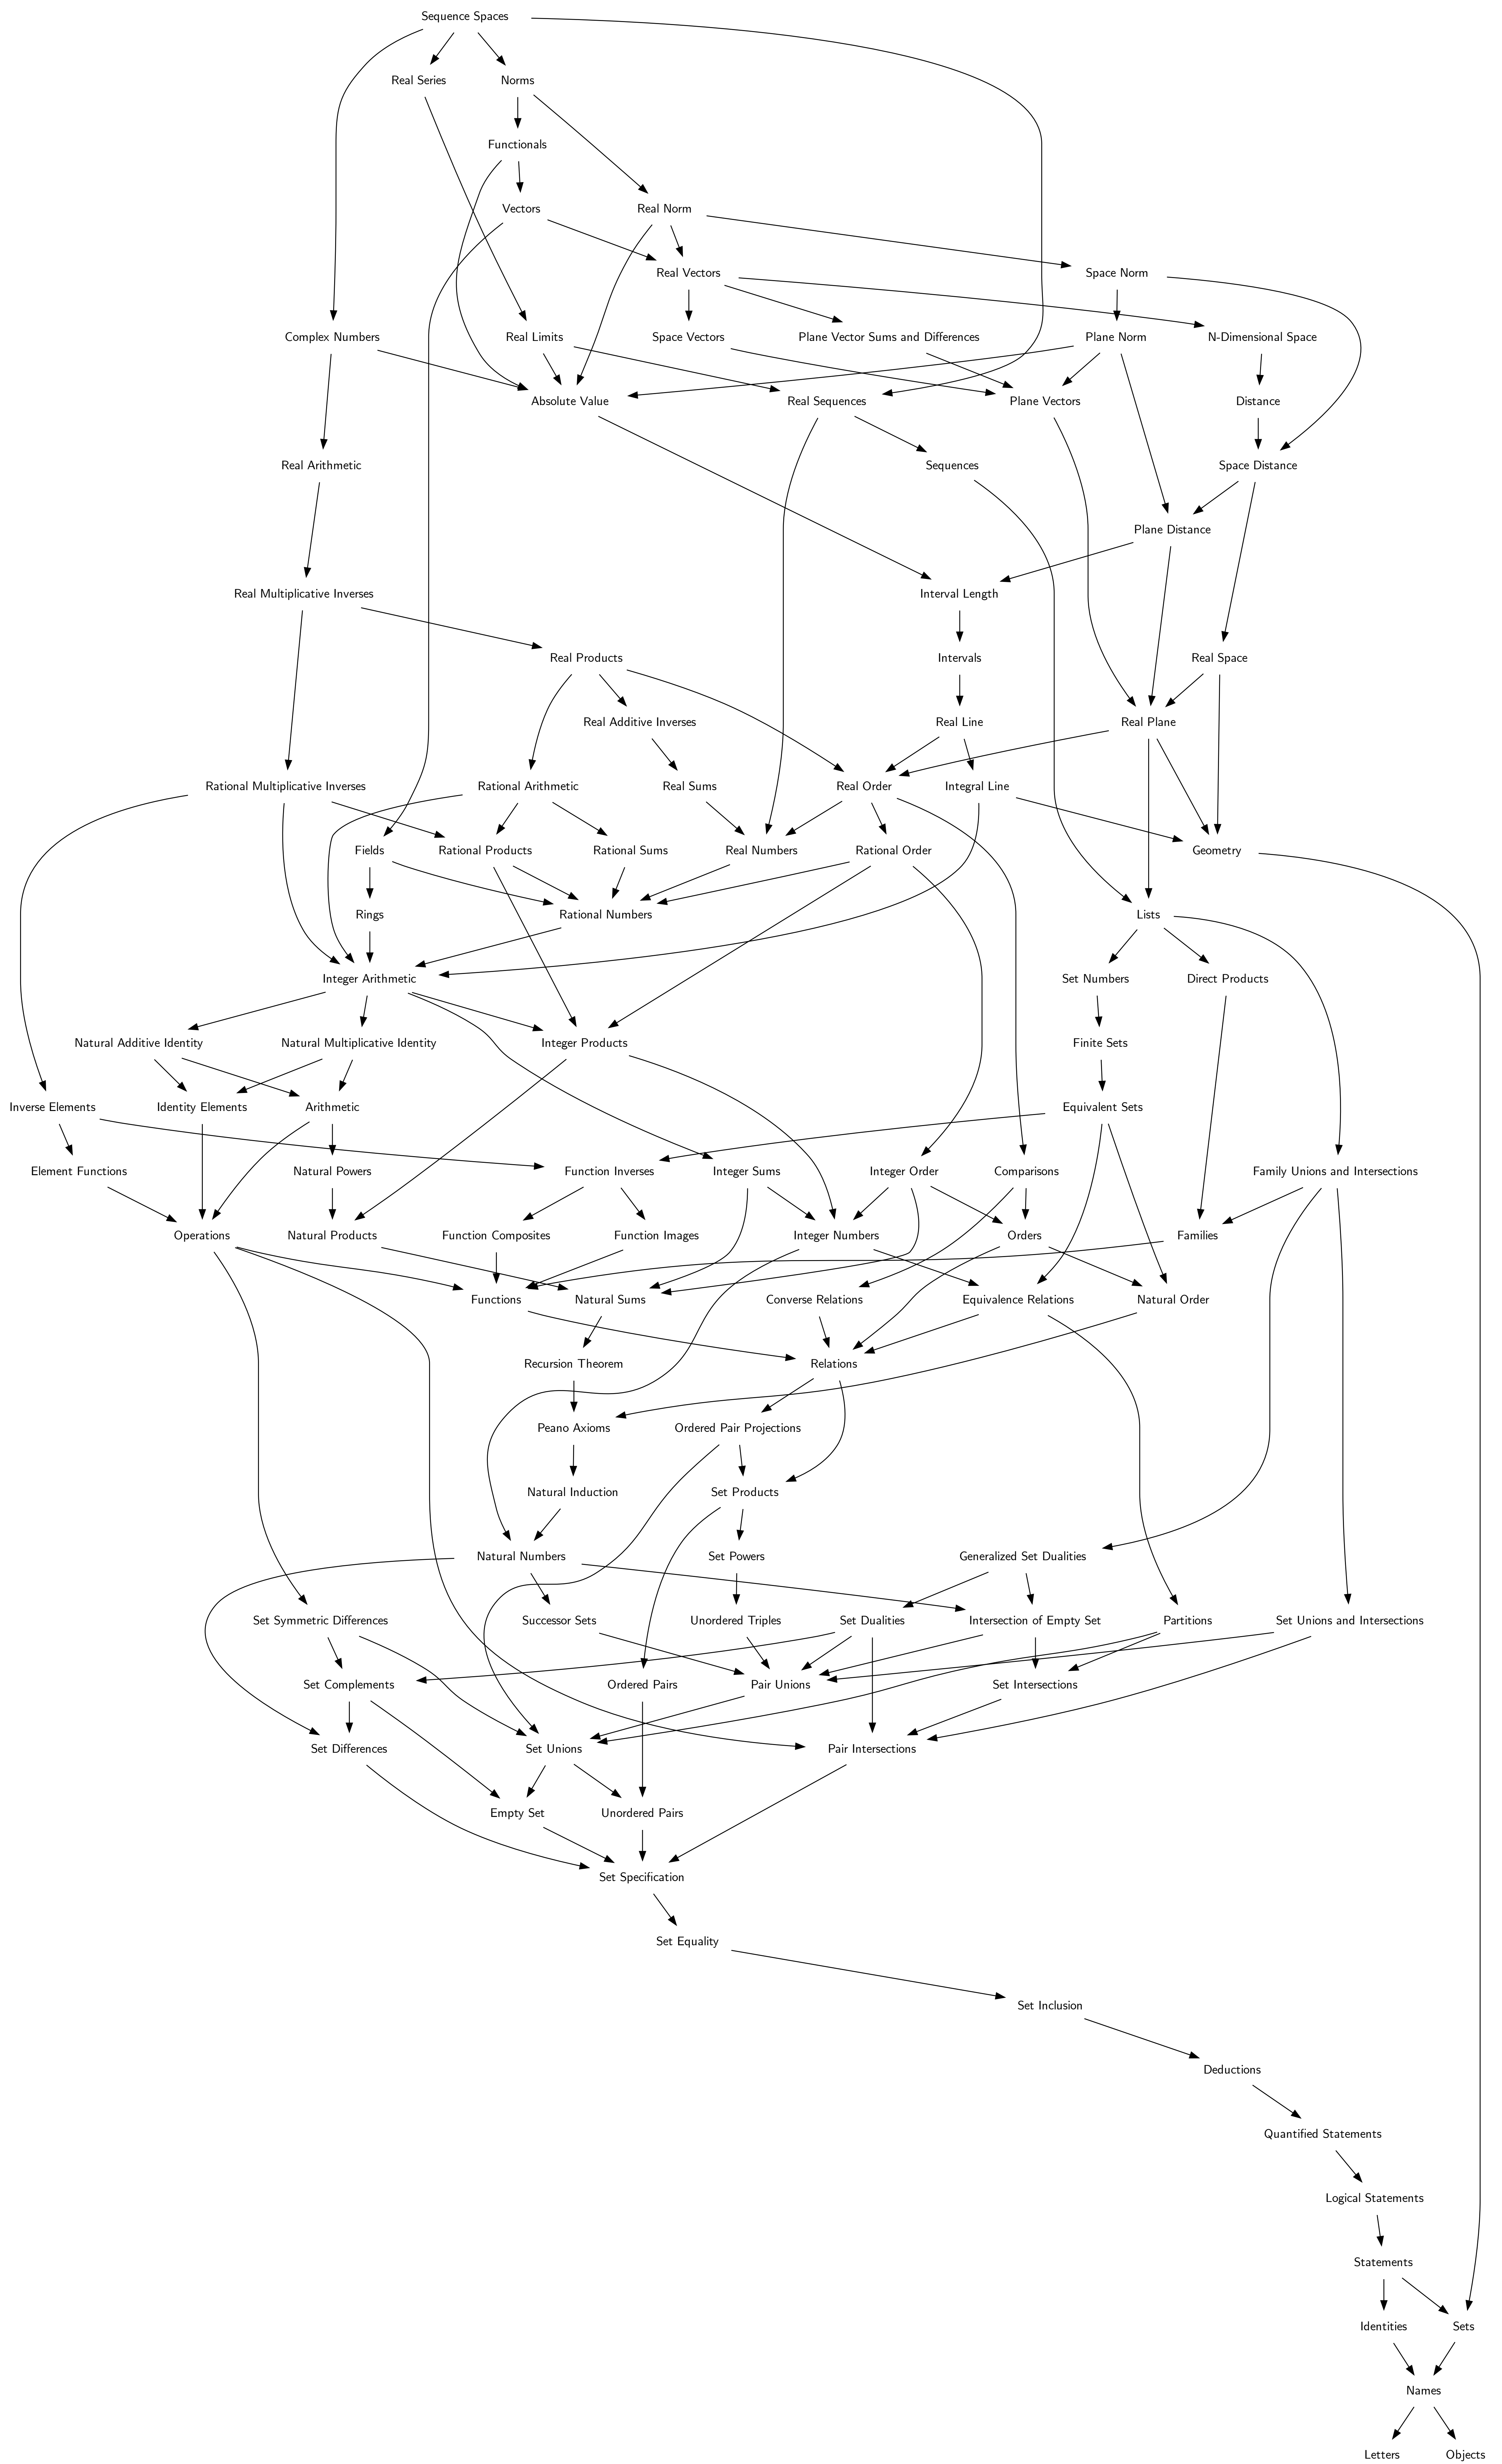 Sequence Spaces
Real Series
Norms
Functionals
Vectors
Real Norm
Real Vectors
Space Norm
Complex Numbers
Real Limits
Space Vectors
Plane Vector Sums and Differences
Plane Norm
N-Dimensional Space
Absolute Value
Real Sequences
Plane Vectors
Distance
Real Arithmetic
Sequences
Space Distance
Plane Distance
Real Multiplicative Inverses
Interval Length
Real Products
Intervals
Real Space
Real Additive Inverses
Real Line
Real Plane
Rational Multiplicative Inverses
Rational Arithmetic
Real Sums
Real Order
Integral Line
Fields
Rational Products
Rational Sums
Real Numbers
Rational Order
Geometry
Rings
Rational Numbers
Lists
Integer Arithmetic
Set Numbers
Direct Products
Natural Additive Identity
Natural Multiplicative Identity
Integer Products
Finite Sets
Inverse Elements
Identity Elements
Arithmetic
Equivalent Sets
Element Functions
Natural Powers
Function Inverses
Integer Sums
Integer Order
Comparisons
Family Unions and Intersections
Operations
Natural Products
Function Composites
Function Images
Integer Numbers
Orders
Families
Functions
Natural Sums
Converse Relations
Equivalence Relations
Natural Order
Recursion Theorem
Relations
Peano Axioms
Ordered Pair Projections
Natural Induction
Set Products
Natural Numbers
Set Powers
Generalized Set Dualities
Set Symmetric Differences
Successor Sets
Unordered Triples
Set Dualities
Intersection of Empty Set
Partitions
Set Unions and Intersections
Set Complements
Ordered Pairs
Pair Unions
Set Intersections
Set Differences
Set Unions
Pair Intersections
Empty Set
Unordered Pairs
Set Specification
Set Equality
Set Inclusion
Deductions
Quantified Statements
Logical Statements
Statements
Identities
Sets
Names
Letters
Objects